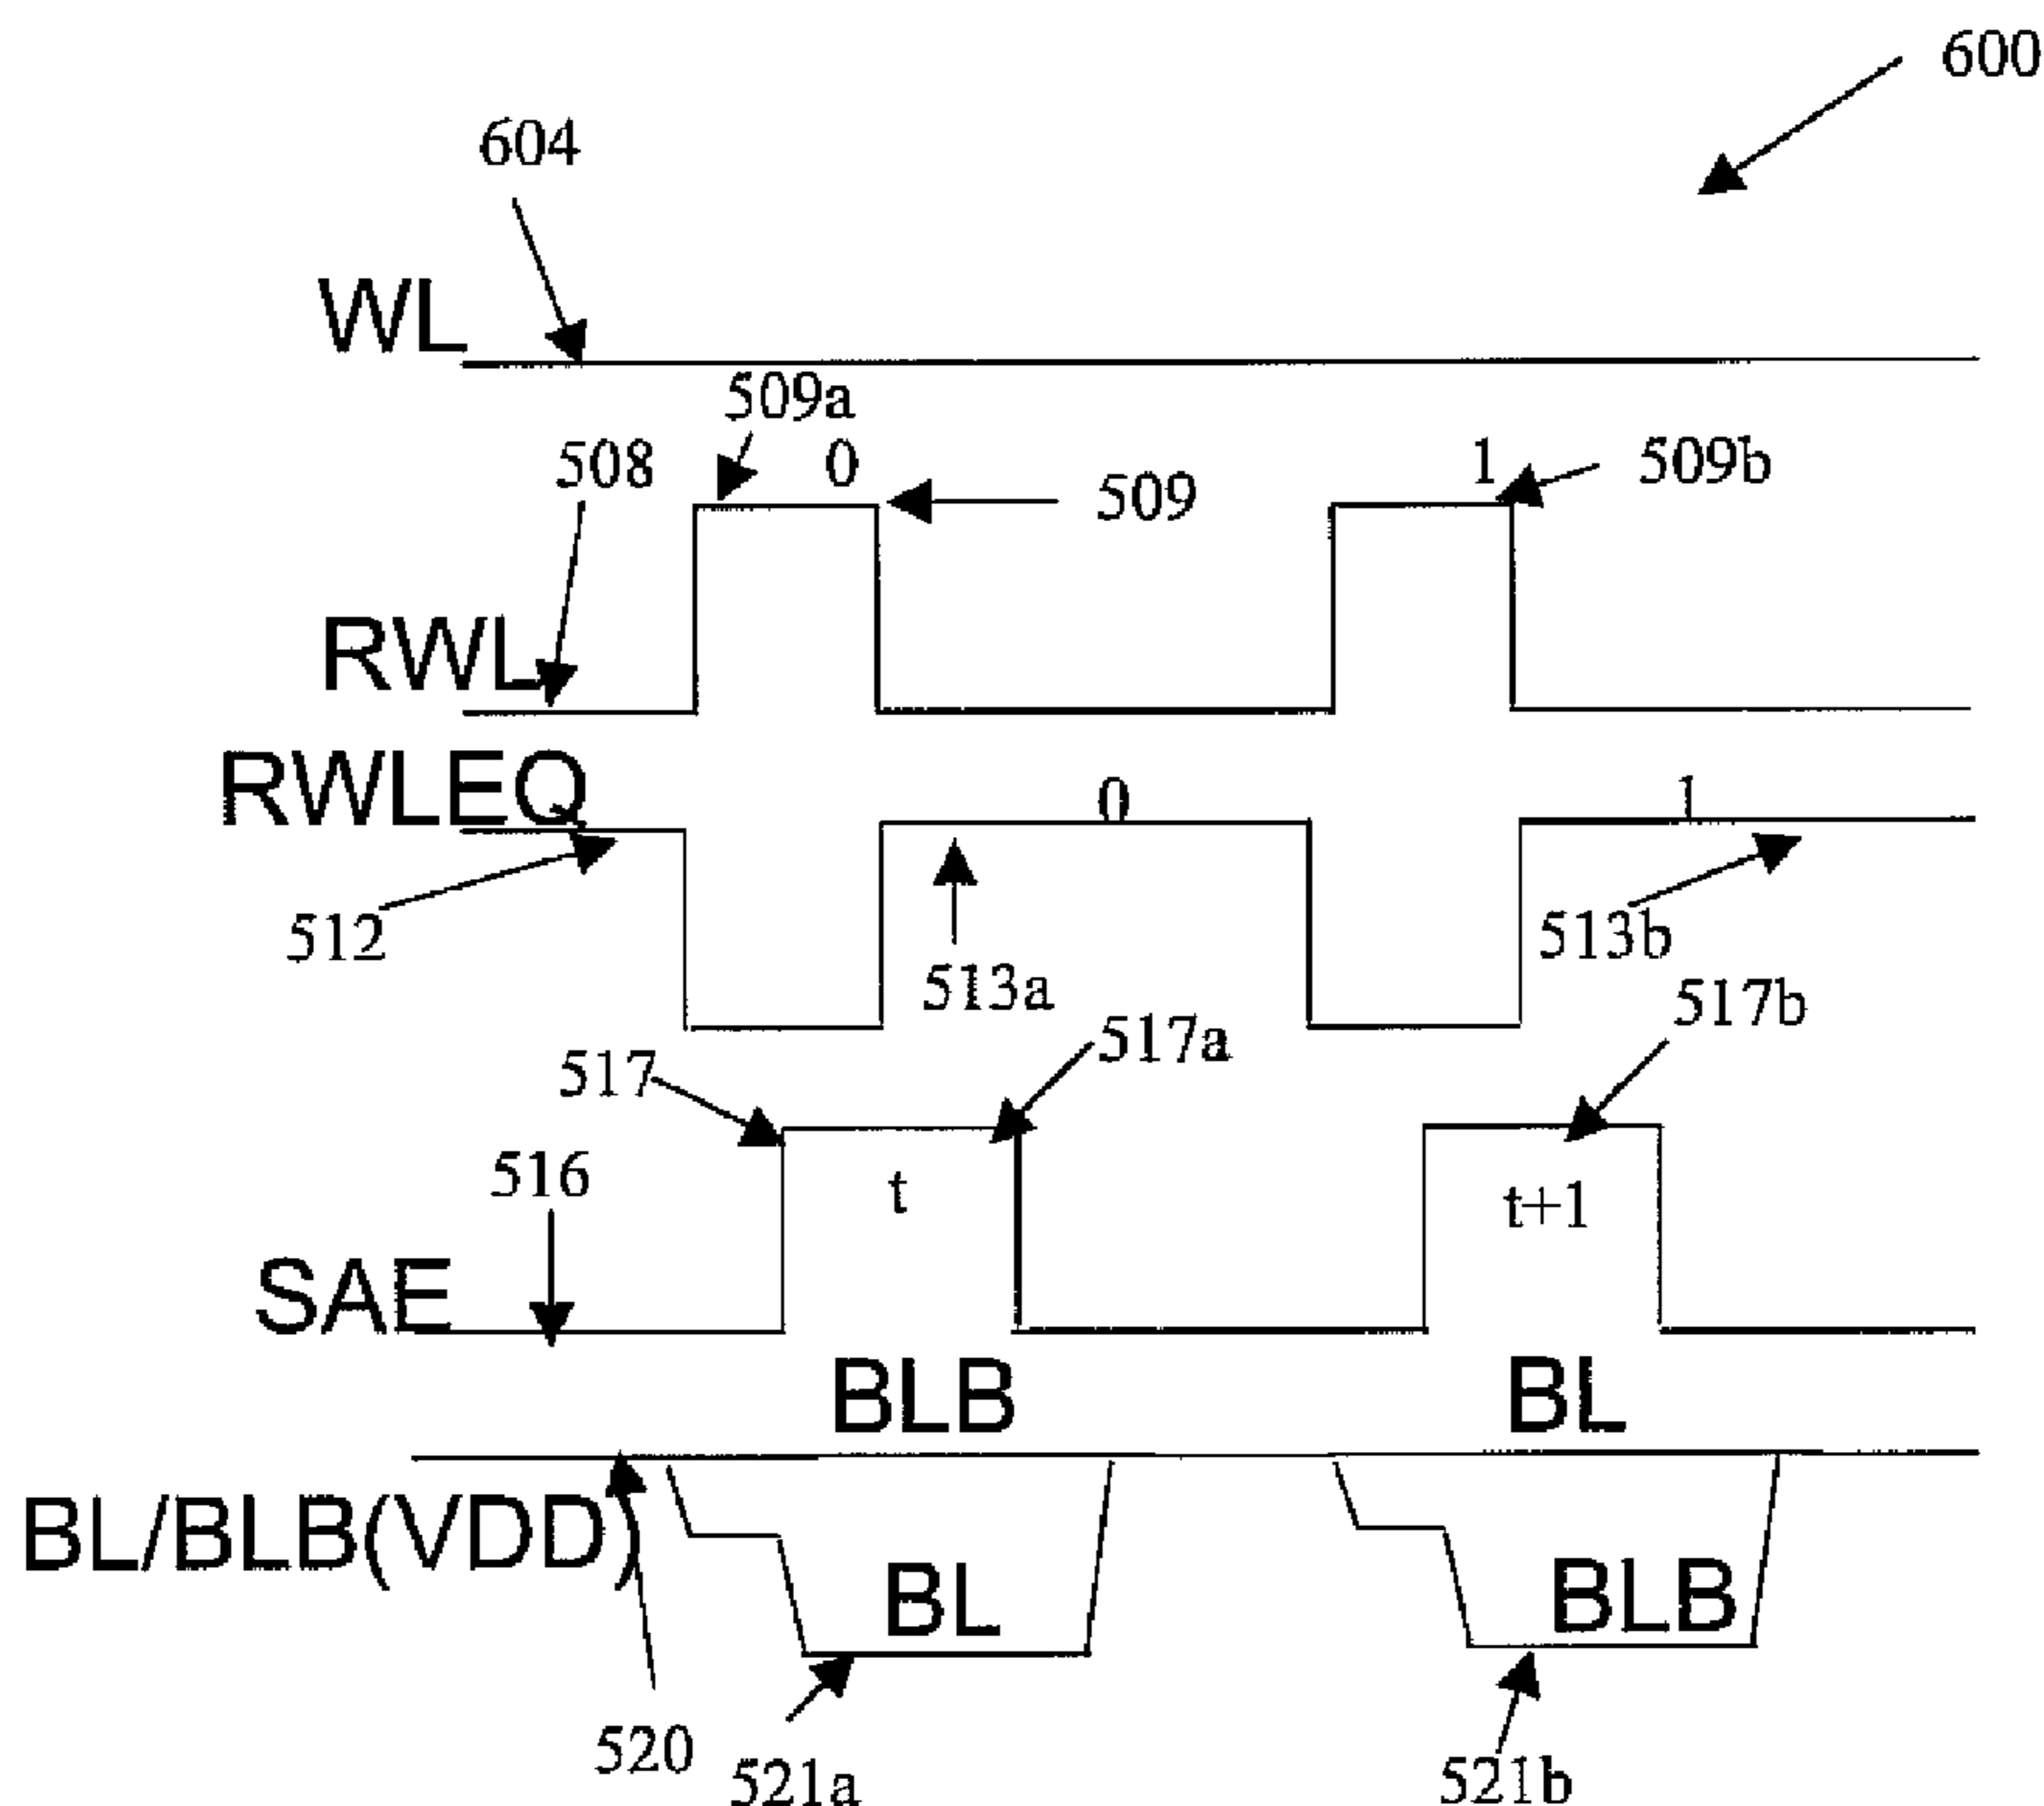 600
604
WL
509a
508
0
509
1
509b
RWL
RWLEQ
0
1
512
513a
513b
517
517a
517b
516
t
t+1
SAE
BLB
BL
BL/BLB(VDD)
BL
BLB
520
521a
521b